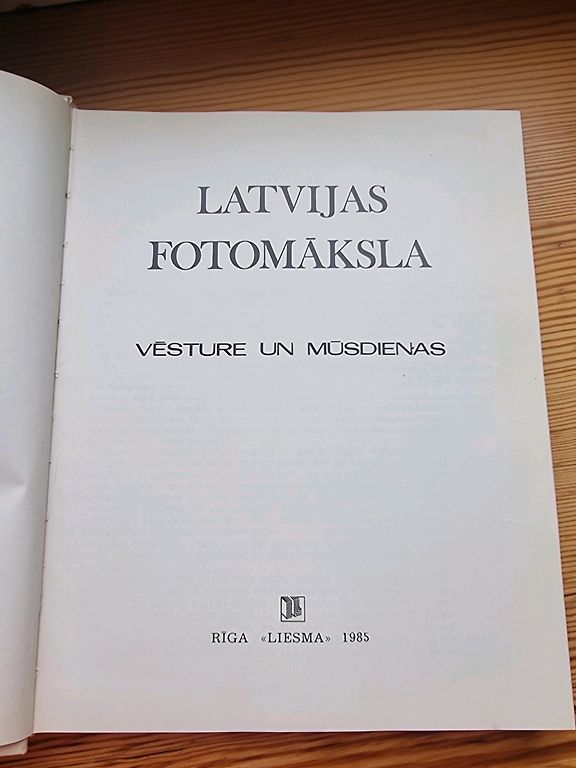 LATVIJAS
FOTOMĀKSLA
VĒSTURE UN MŪSDIENAS
RĪGA «LIESMA» 1985